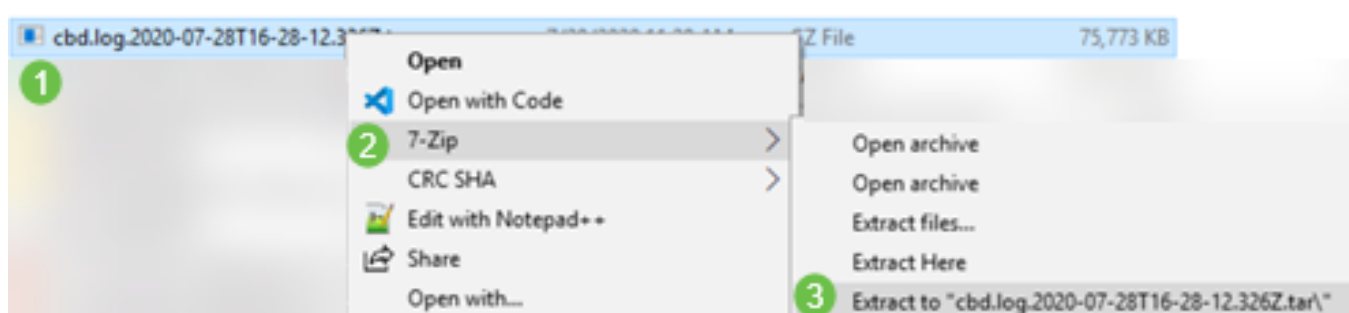 cbd.log.2020-07-28T16-28-12.3 GZ File 75,773 KB
1
Open
Open with Code
2 7-Zip
Open archive
CRC SHA
Open archive
Edit with Notepad++
Extract files...
Share
Extract Here
Open with...
3 Extract to "cbd.log.2020-07-28T16-28-12.326Z.tar\"